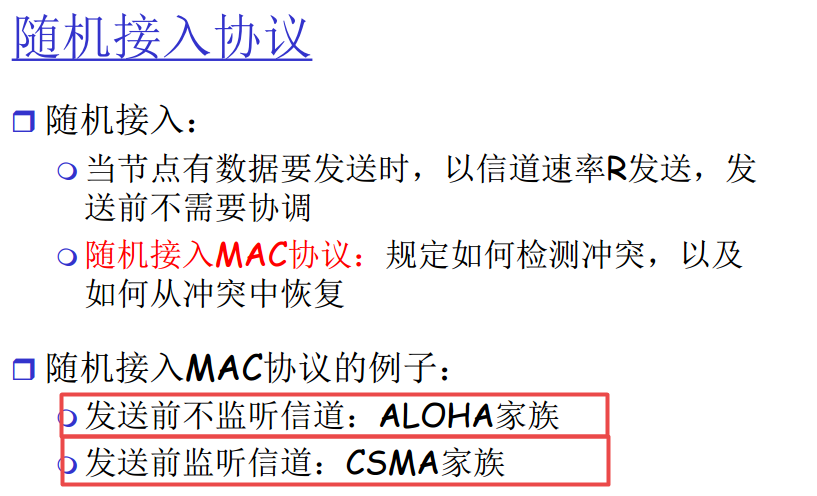 随机接入协议
随机接入：
当节点有数据要发送时，以信道速率R发送，发
送前不需要协调
随机接入MAC协议：规定如何检测冲突，以及
如何从冲突中恢复
随机接入MAC协议的例子：
发送前不监听信道：ALOHA家族
发送前监听信道：CSMA家族